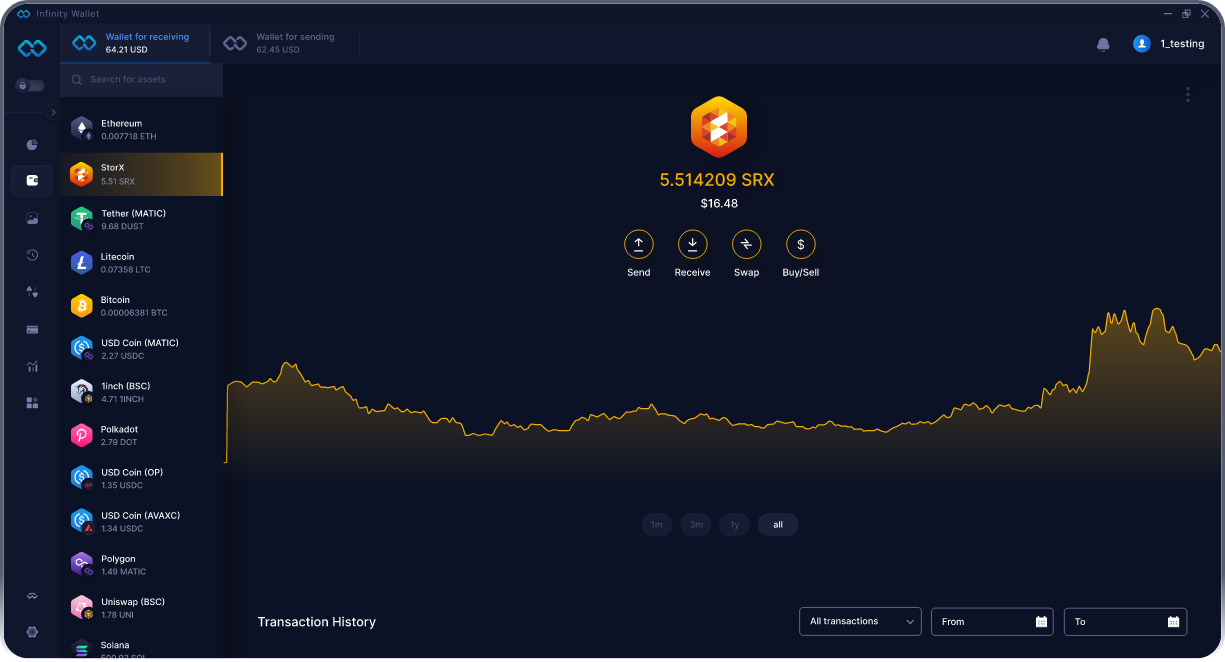 Infinity Wallet
Wallet for receiving
64.21 USD
Wallet for sending
62.45 USD
1_testing
Search for assets
Ethereum
0.007718 ETH
StorX
5.51 SRX
Tether (MATIC)
9.68 DUST
Litecoin
0.07358 LTC
Bitcoin
0.00006381 BTC
USD Coin (MATIC)
2.27 USDC
1inch (BSC)
4.71 1INCH
Polkadot
2.79 DOT
USD Coin (OP)
1.35 USDC
USD Coin (AVAXC)
1.34 USDC
Polygon
1.49 MATIC
Uniswap (BSC)
1.78 UNI
Solana
5.514209 SRX
$16.48
Send
Receive
Swap
Buy/Sell
1m
3m
1y
all
Transaction History
All transactions
From
To